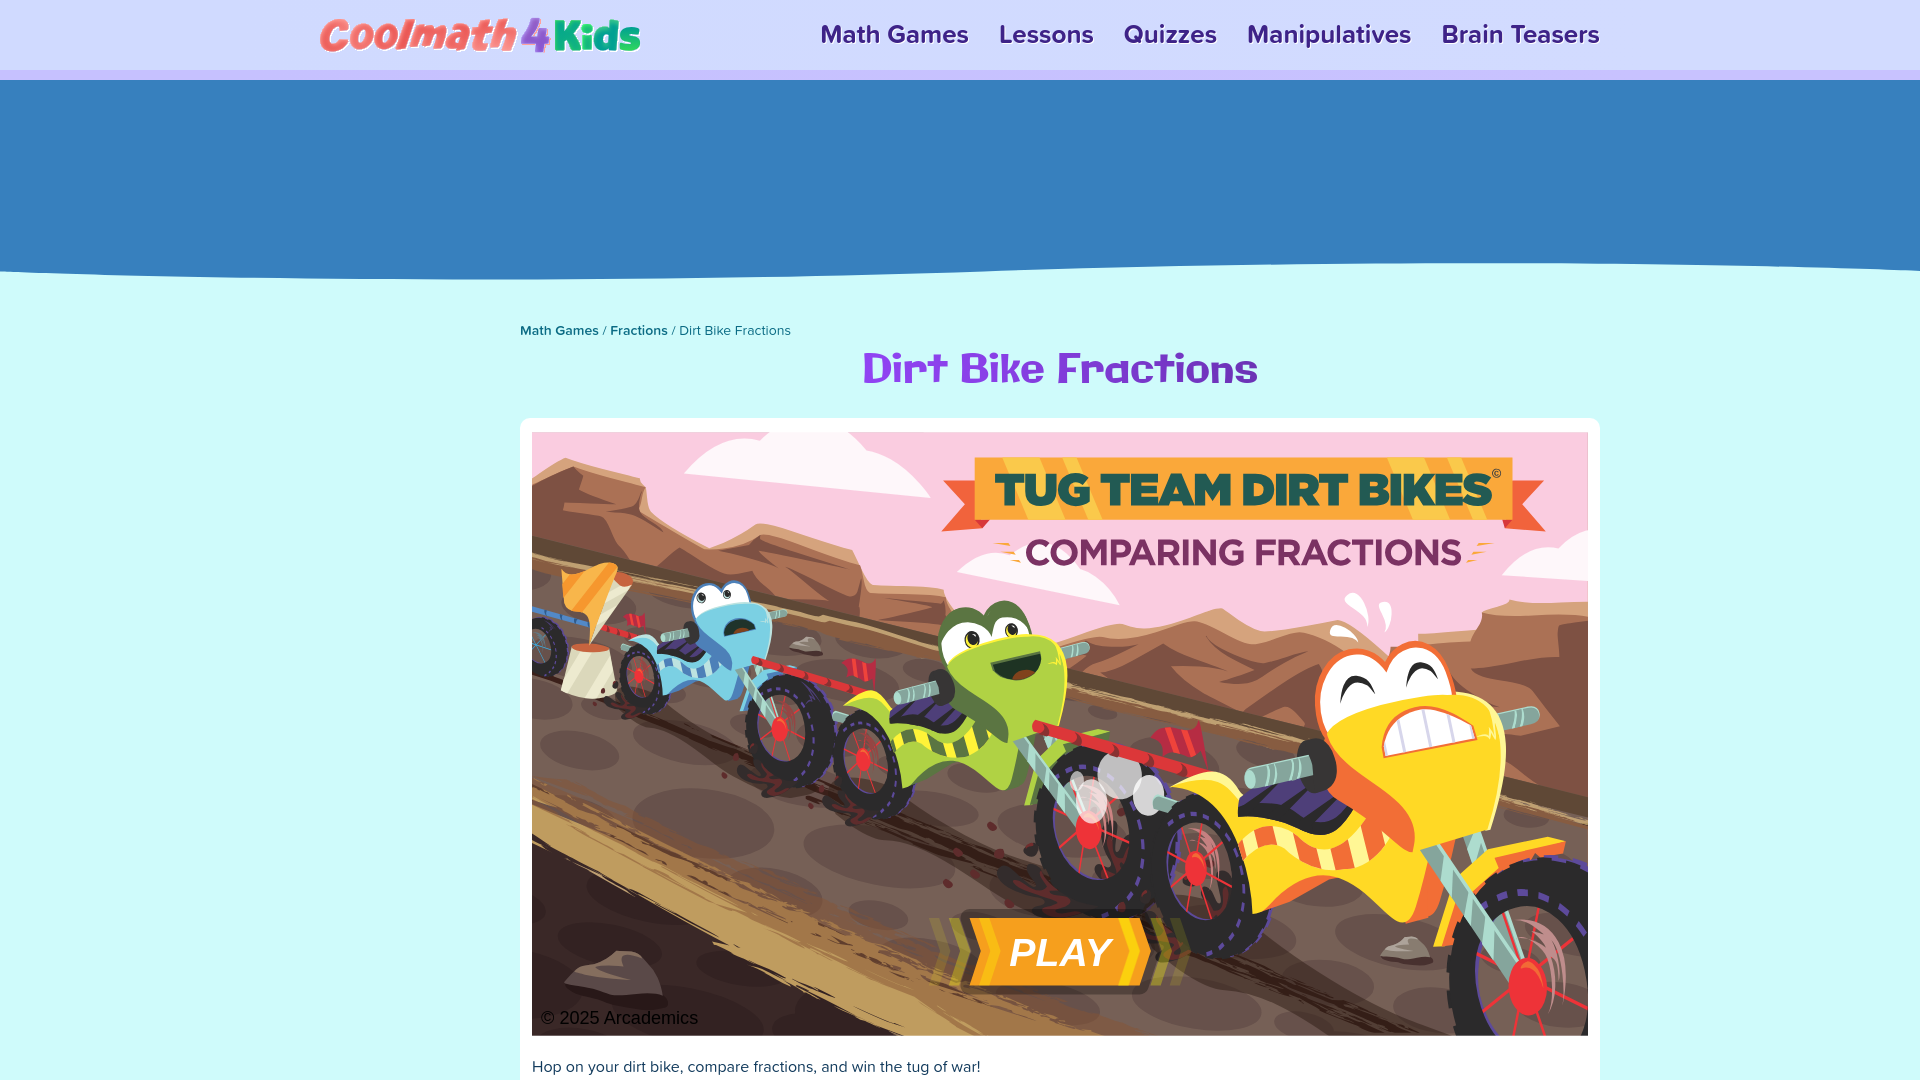 Coolmath4Kids
Math Games Lessons Quizzes Manipulatives Brain Teasers
Math Games / Fractions / Dirt Bike Fractions
Dirt Bike Fractions
TUG TEAM DIRT BIKES©
COMPARING FRACTIONS
PLAY
© 2025 Arcademics
Hop on your dirt bike, compare fractions, and win the tug of war!